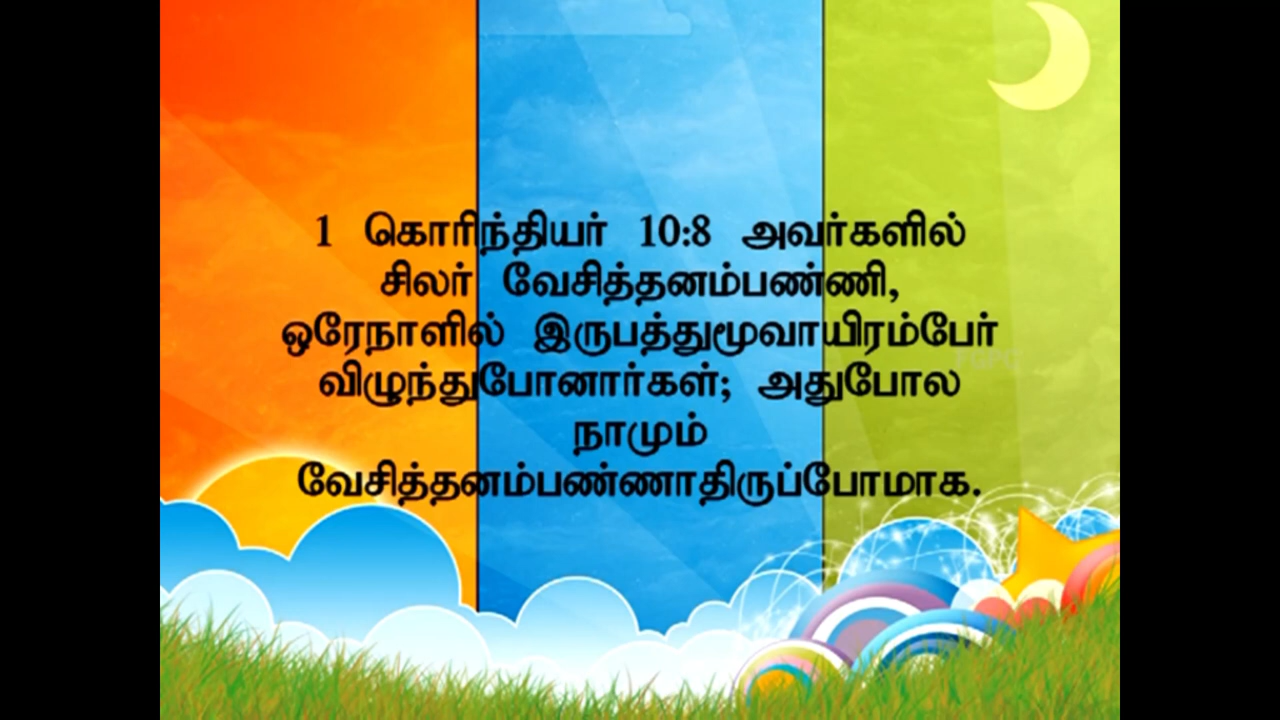 1 கொரிந்தியர் 10:8 அவர்களில்
சிலர் வேசித்தனம்பண்ணி,
ஒரேநாளில் இருபத்துமூவாயிரம்பேர்
விழுந்துபோனார்கள்; அதுபோல
நாமும்
வேசித்தனம்பண்ணாதிருப்போமாக.